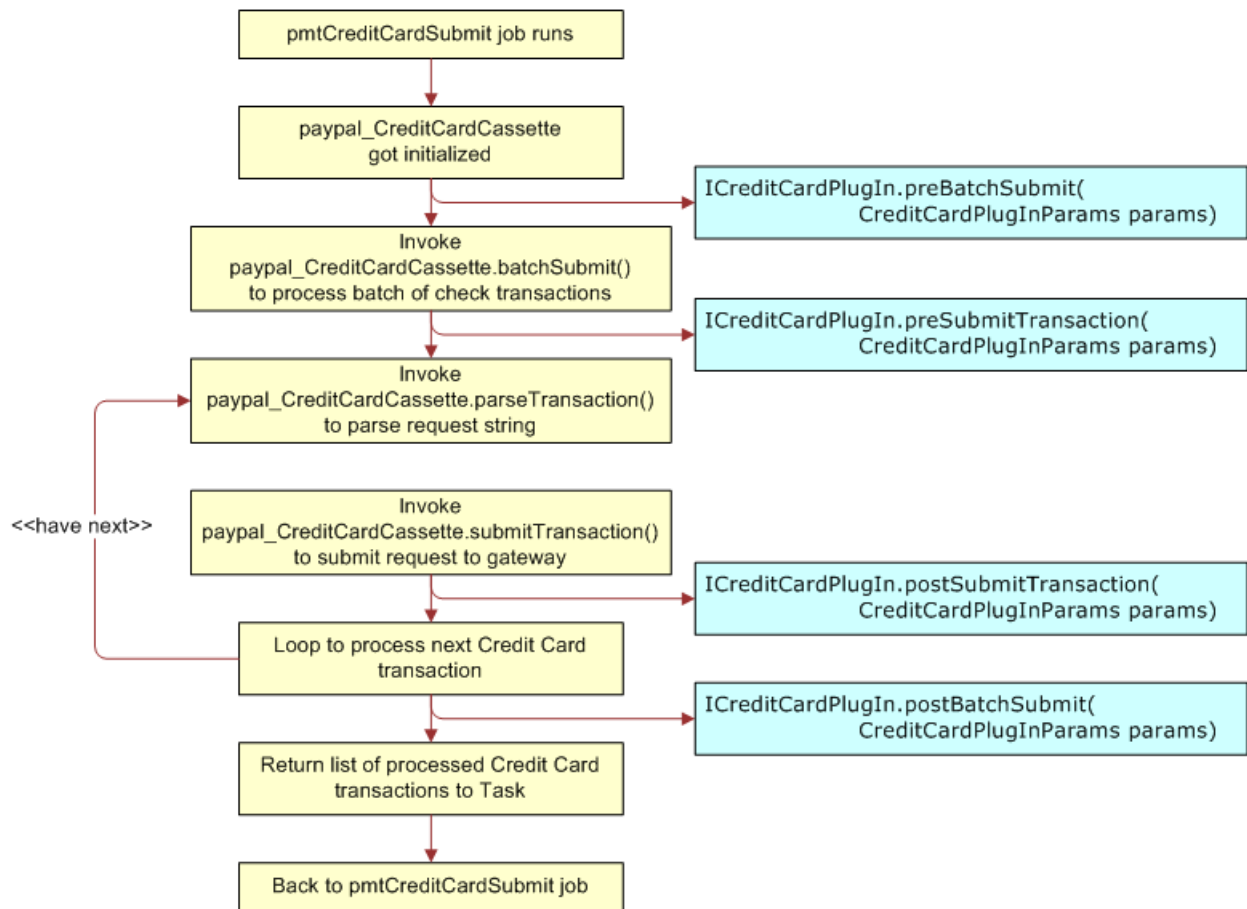 pmtCreditCardSubmit job runs
paypal_CreditCardCassette
got initialized
ICreditCardPlugIn.preBatchSubmit(
CreditCardPlugInParams params)
Invoke
paypal_CreditCardCassette.batchSubmit()
to process batch of check transactions
ICreditCardPlugIn.preSubmitTransaction(
CreditCardPlugInParams params)
Invoke
paypal_CreditCardCassette.parseTransaction()
to parse request string
<<have next>>
Invoke
paypal_CreditCardCassette.submitTransaction()
to submit request to gateway
ICreditCardPlugIn.postSubmitTransaction(
CreditCardPlugInParams params)
Loop to process next Credit Card
transaction
ICreditCardPlugIn.postBatchSubmit(
CreditCardPlugInParams params)
Return list of processed Credit Card
transactions to Task
Back to pmtCreditCardSubmit job